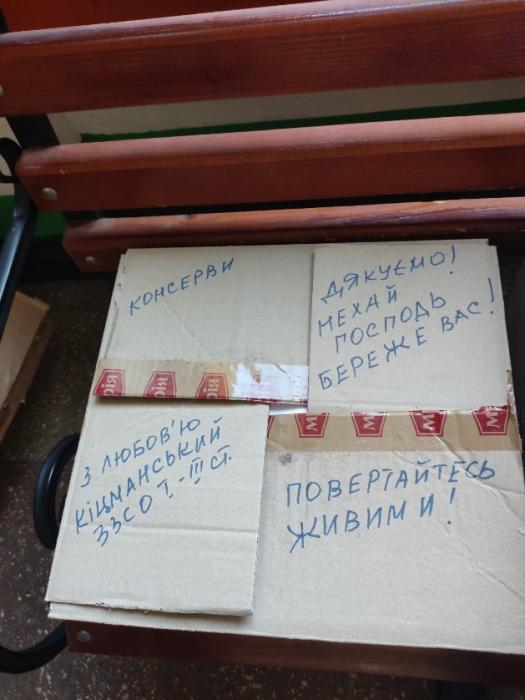 КОНСЕРВИ
ДЯКУЄМО!
НЕХАЙ
ГОСПОДЬ
БЕРЕЖЕ ВАС!
З ЛЮБОВ'Ю
КІЦМАНСЬКИЙ
ЗЗСО І-ІІІ СТ.
ПОВЕРТАЙТЕСЬ
ЖИВИМИ!